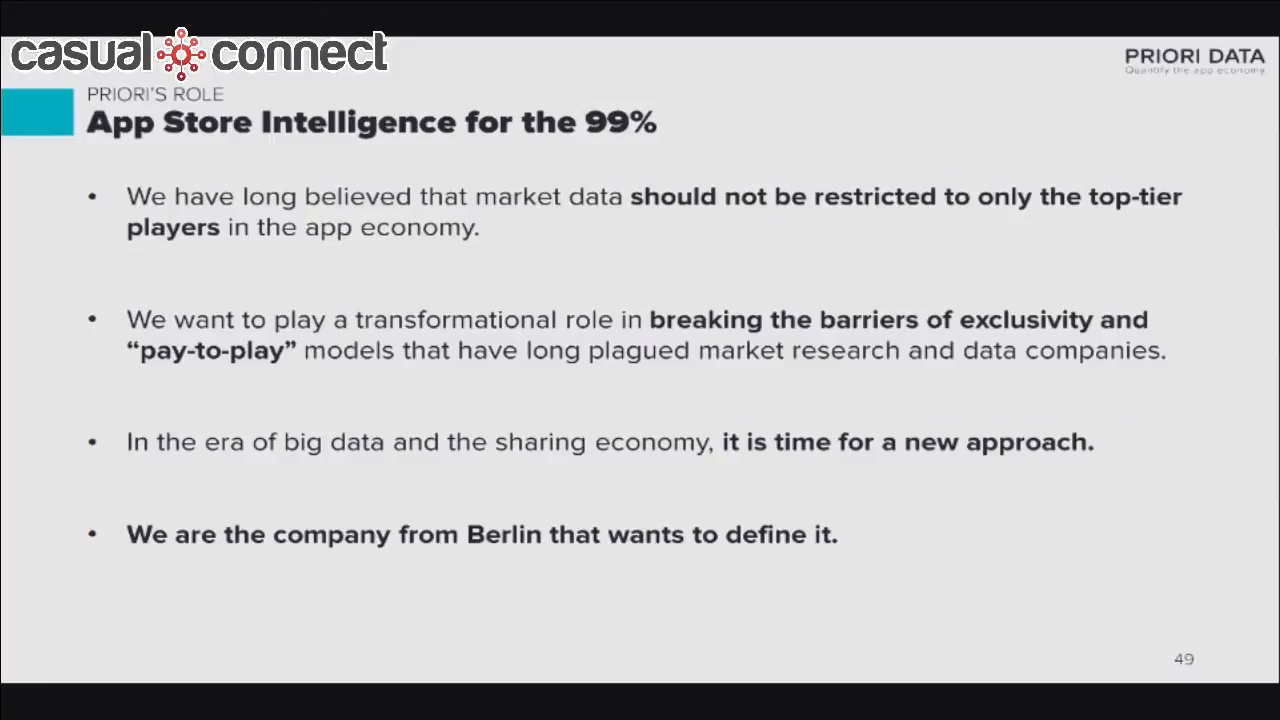 casual connect
PRIORI DATA
Quantify the app economy
PRIORI'S ROLE
App Store Intelligence for the 99%
• We have long believed that market data should not be restricted to only the top-tier
players in the app economy.
• We want to play a transformational role in breaking the barriers of exclusivity and
“pay-to-play” models that have long plagued market research and data companies.
• In the era of big data and the sharing economy, it is time for a new approach.
• We are the company from Berlin that wants to define it.
49